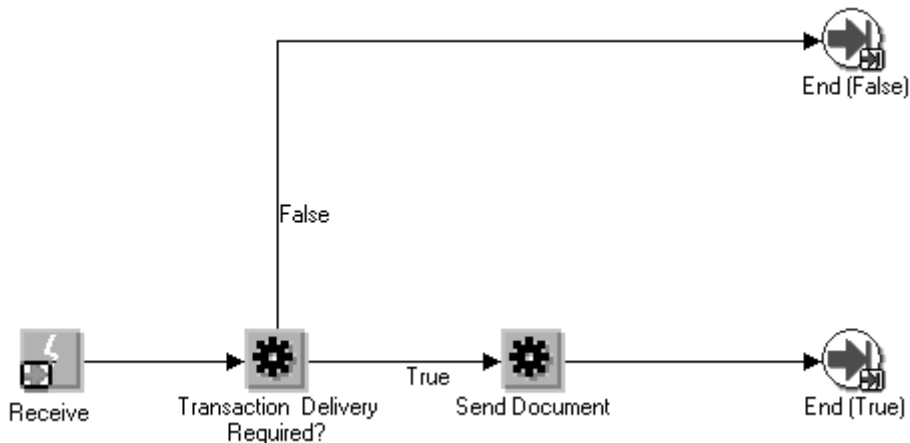 End (False)
False
True
Receive
Transaction Delivery
Required?
Send Document
End (True)